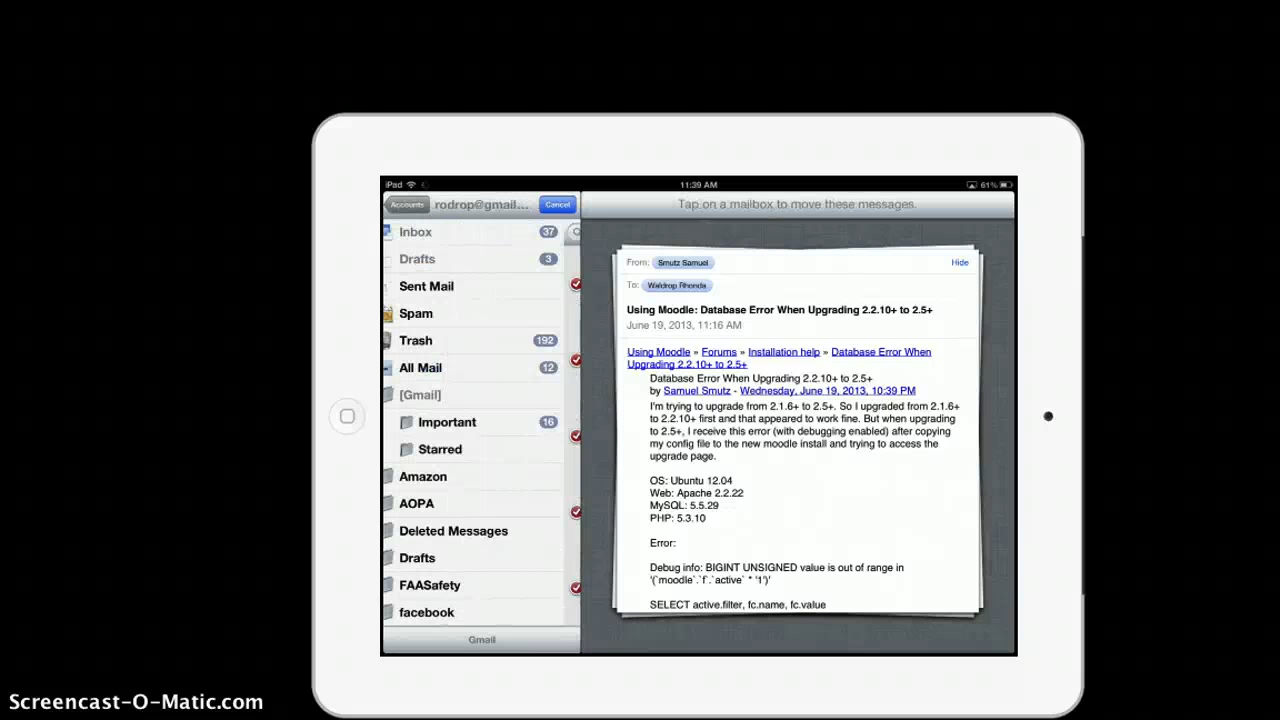 iPad
11:39 AM
61%
Accounts
rodrop@gmail...
Cancel
Tap on a mailbox to move these messages.
Inbox 37
Drafts 3
Sent Mail
Spam
Trash 192
All Mail 12
[Gmail]
Important 16
Starred
Amazon
AOPA
Deleted Messages
Drafts
FAASafety
facebook
Gmail
From: Smutz Samuel
Hide
To: Waldrop Rhonda
Using Moodle: Database Error When Upgrading 2.2.10+ to 2.5+
June 19, 2013, 11:16 AM
Using Moodle » Forums » Installation help » Database Error When
Upgrading 2.2.10+ to 2.5+
Database Error When Upgrading 2.2.10+ to 2.5+
by Samuel Smutz - Wednesday, June 19, 2013, 10:39 PM
I'm trying to upgrade from 2.1.6+ to 2.5+. So I upgraded from 2.1.6+
to 2.2.10+ first and that appeared to work fine. But when upgrading
to 2.5+, I receive this error (with debugging enabled) after copying
my config file to the new moodle install and trying to access the
upgrade page.
OS: Ubuntu 12.04
Web: Apache 2.2.22
MySQL: 5.5.29
PHP: 5.3.10
Error:
Debug info: BIGINT UNSIGNED value is out of range in
'(`moodle`.`f`.`active` * '1')'
SELECT active.filter, fc.name, fc.value
Screencast-O-Matic.com